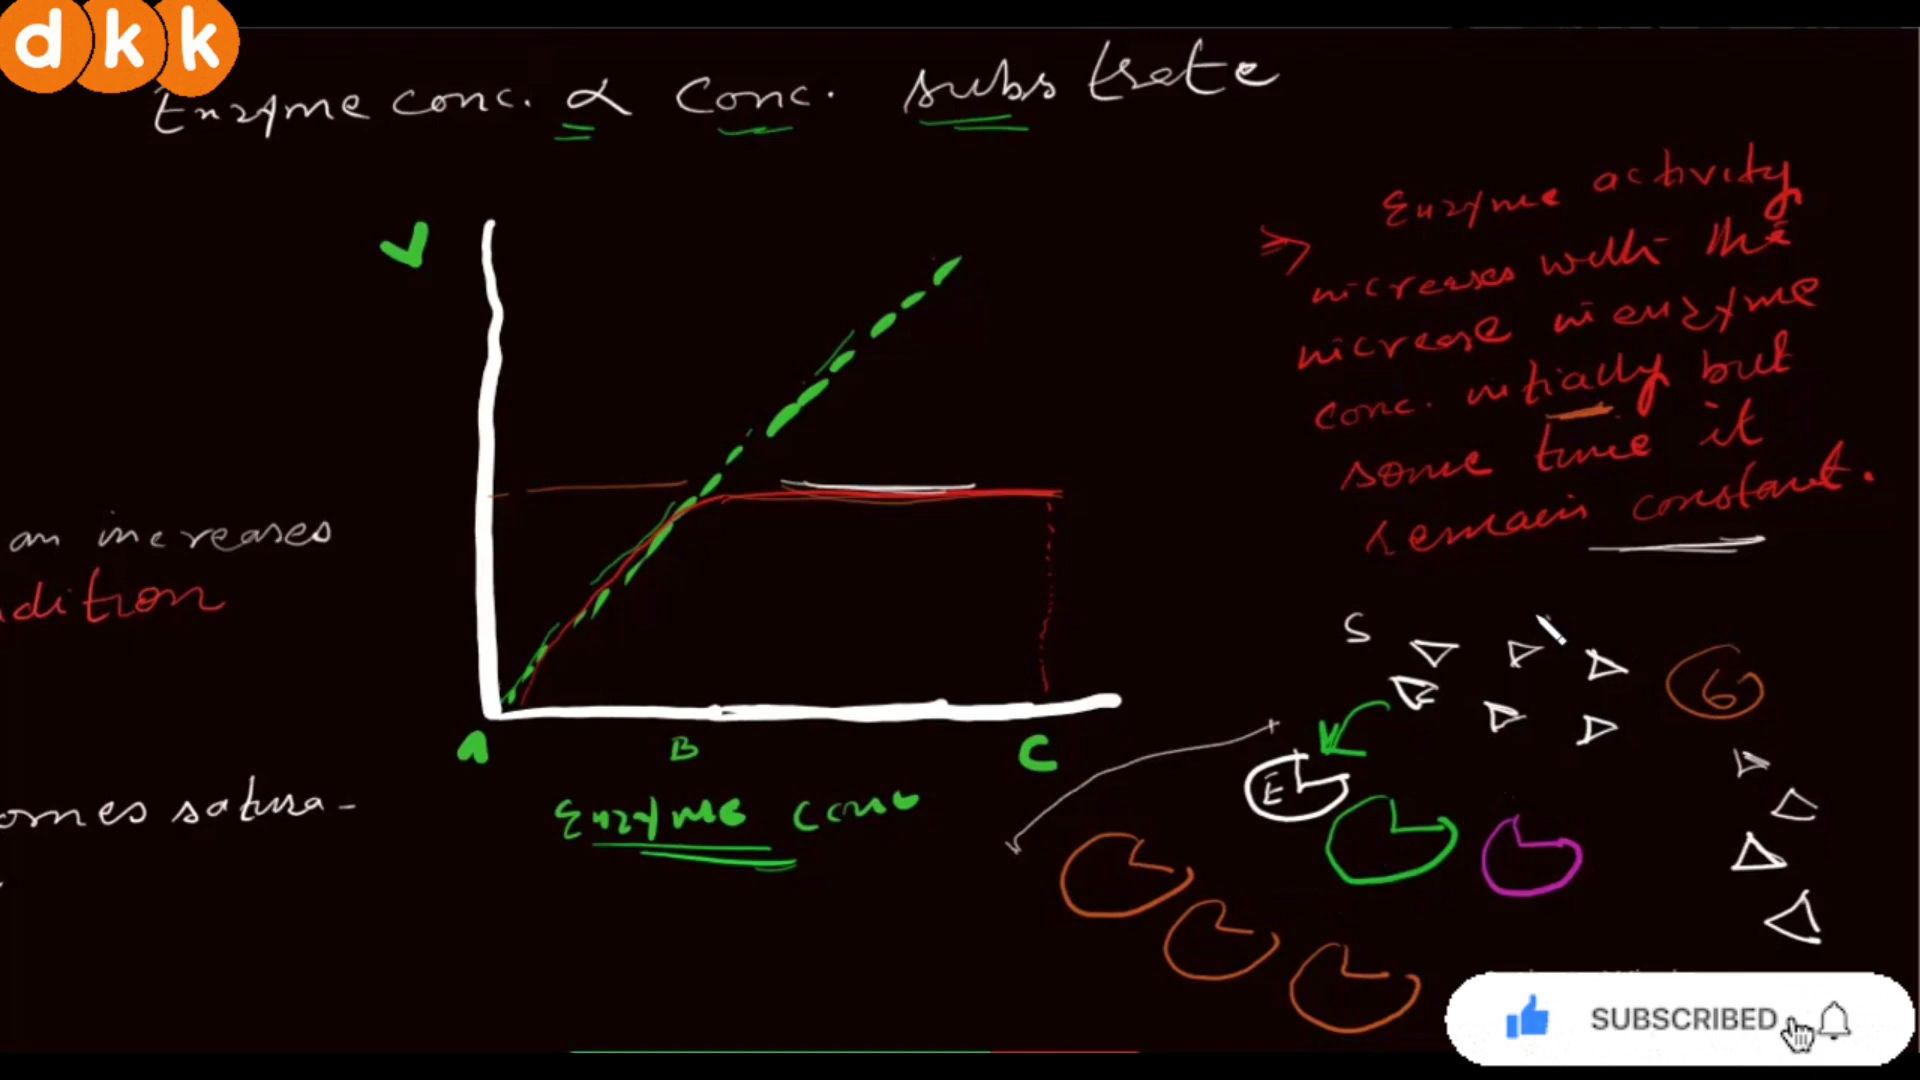 dkk
Enzyme conc. ∝ conc. substrate
V
Enzyme activity
increases with the
increase in enzyme
conc. initially but
some time it
remain constant.
an increases
dition
omes satura-
A B C
Enzyme conc
S
6
E
SUBSCRIBED